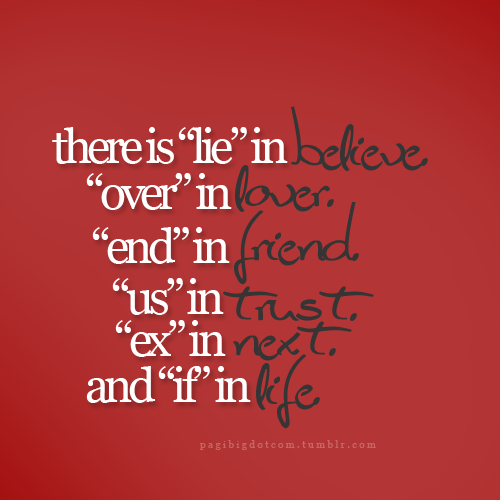 there is “lie” in believe.
“over” in lover.
“end” in friend.
“us” in trust.
“ex” in next.
and “if” in life.
pagibigdotcom.tumblr.com